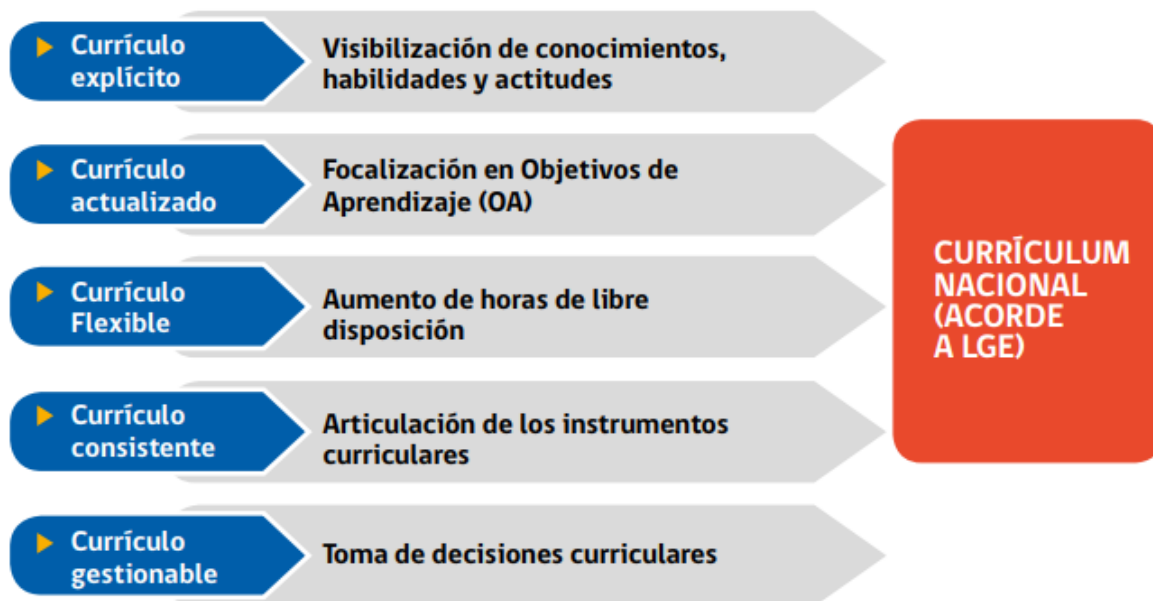 Currículo
explícito
Visibilización de conocimientos,
habilidades y actitudes
Currículo
actualizado
Focalización en Objetivos de
Aprendizaje (OA)
Currículo
Flexible
Aumento de horas de libre
disposición
Currículo
consistente
Articulación de los instrumentos
curriculares
Currículo
gestionable
Toma de decisiones curriculares
CURRÍCULUM
NACIONAL
(ACORDE
A LGE)